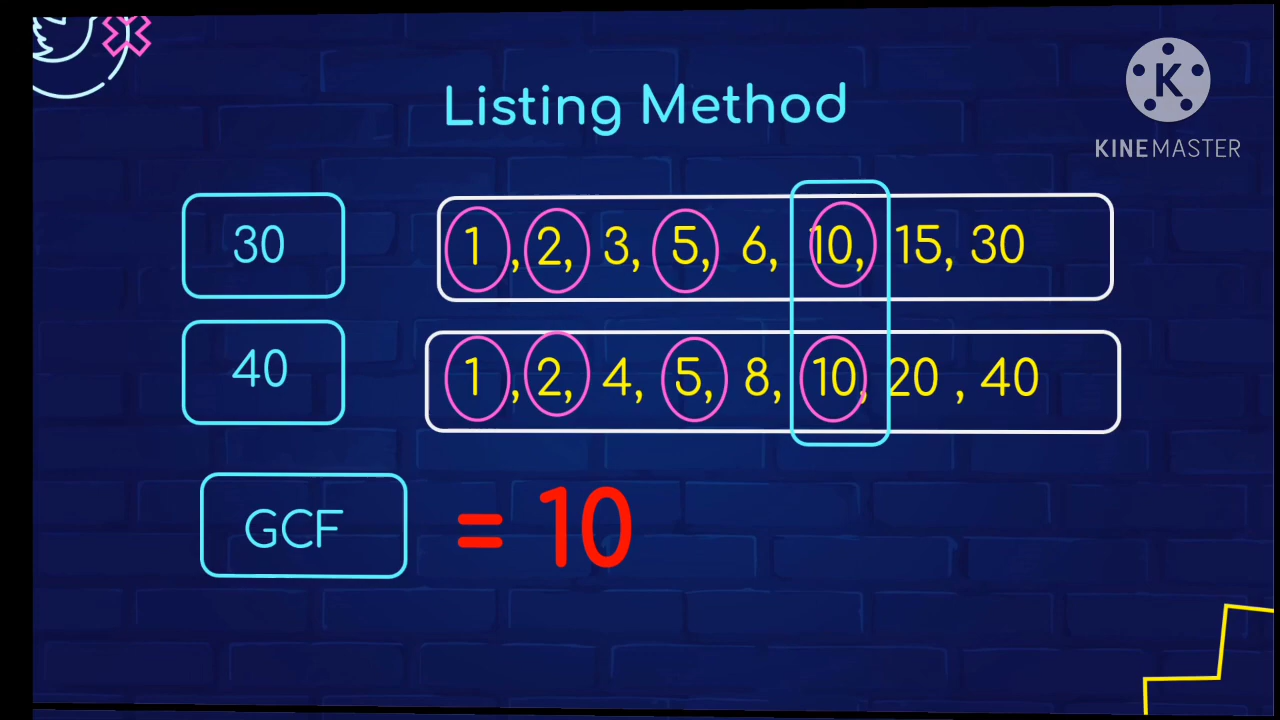 Listing Method
K
KINEMASTER
30
1 , 2, 3, 5, 6, 10, 15, 30
40
1 , 2, 4, 5, 8, 10, 20 , 40
GCF = 10